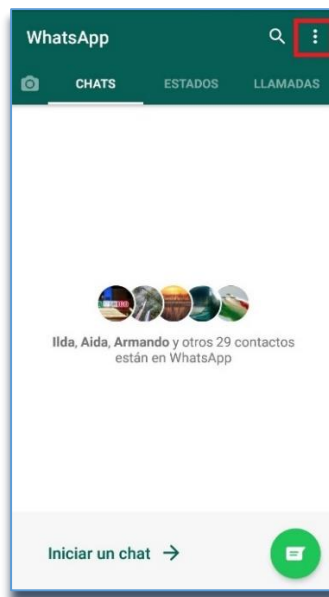 WhatsApp
CHATS ESTADOS LLAMADAS
Ilda, Aida, Armando y otros 29 contactos
están en WhatsApp
Iniciar un chat →